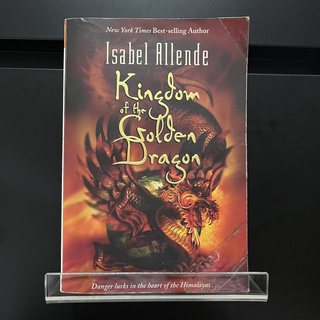 New York Times Best-selling Author
Isabel Allende
Kingdom
of the
Golden
Dragon
Danger lurks in the heart of the Himalayas . . .